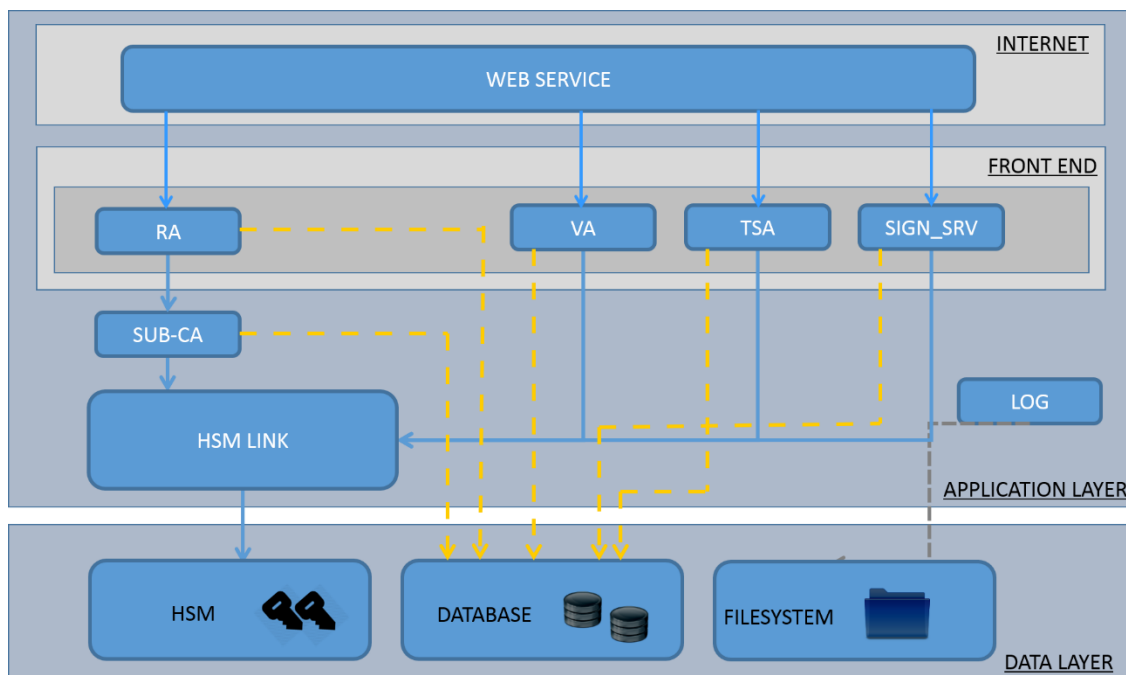 INTERNET
WEB SERVICE
FRONT END
RA
VA
TSA
SIGN_SRV
SUB-CA
LOG
HSM LINK
APPLICATION LAYER
HSM
DATABASE
FILESYSTEM
DATA LAYER